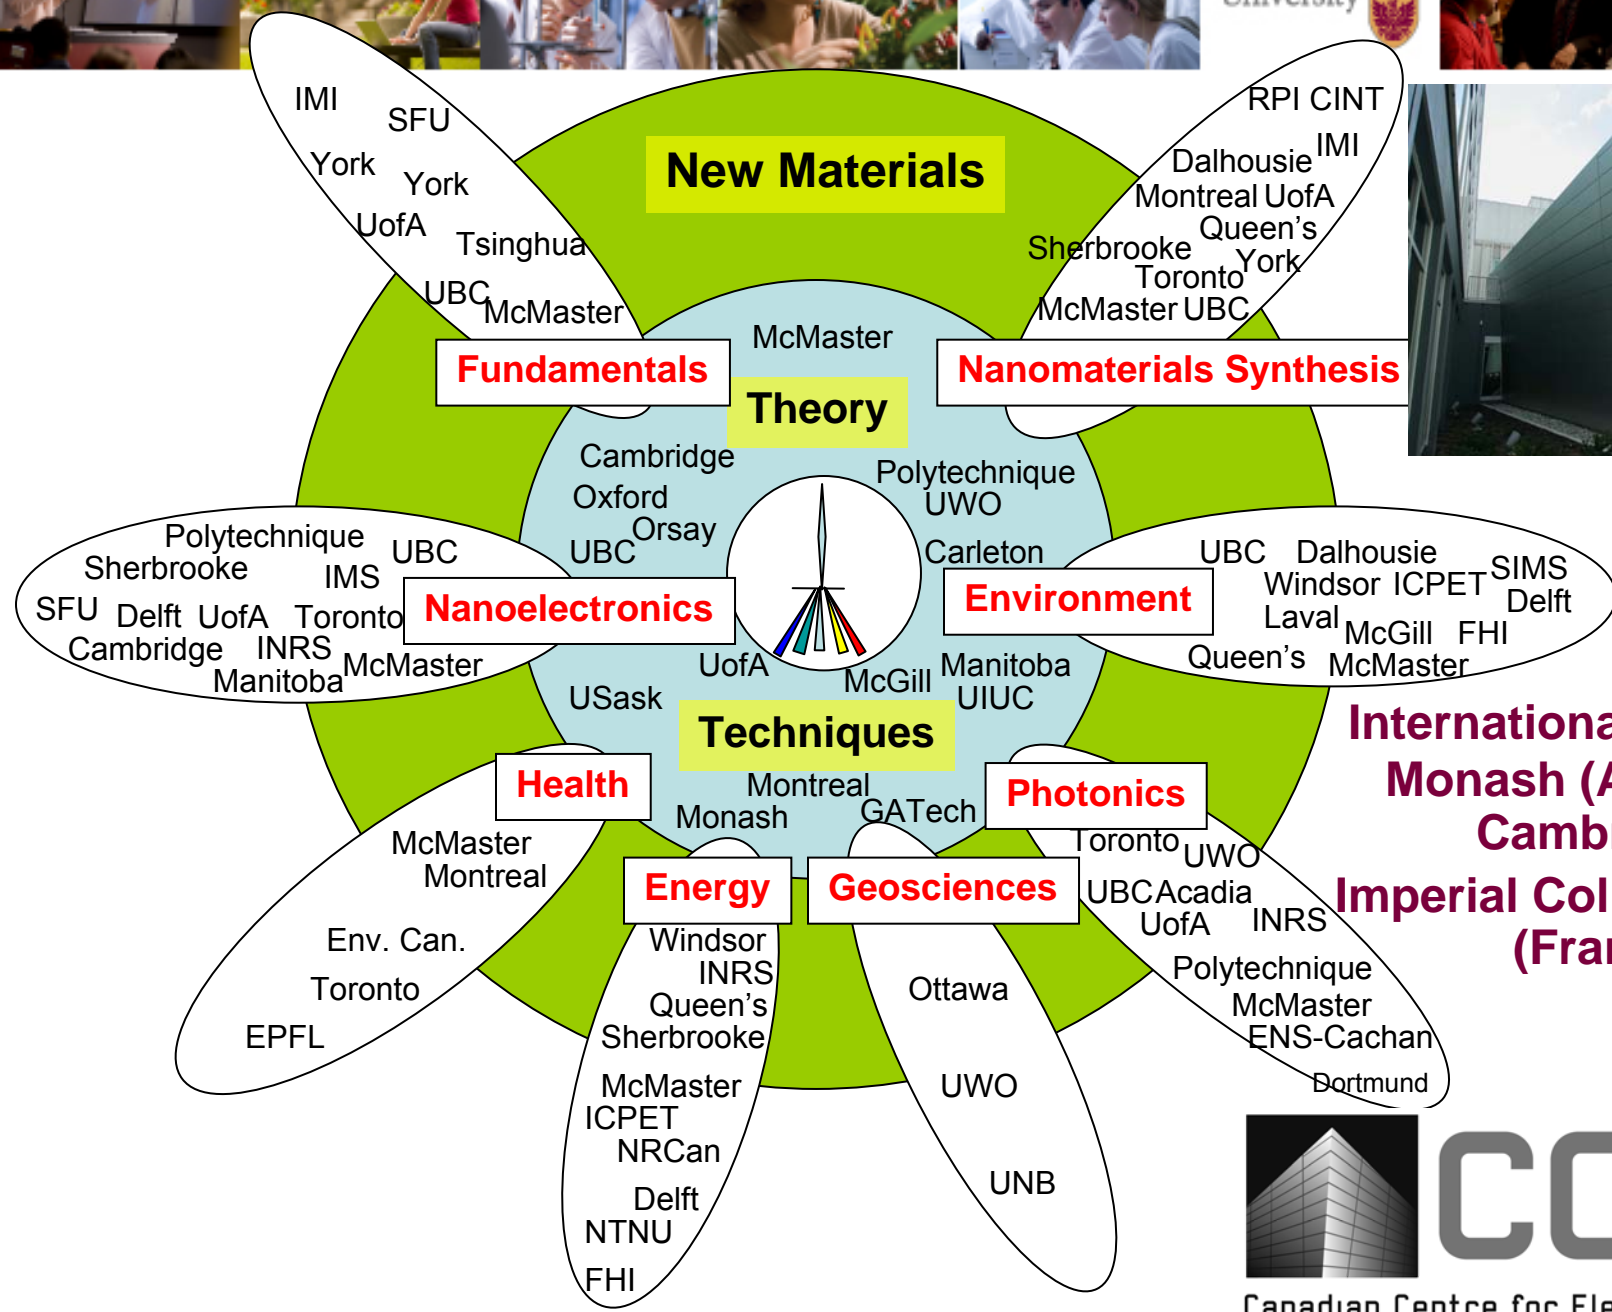 University
IMI
SFU
York
York
UofA
Tsinghua
UBC
McMaster
Fundamentals
New Materials
RPI CINT
Dalhousie IMI
Montreal UofA
Queen's
Sherbrooke
York
Toronto
McMaster UBC
Nanomaterials Synthesis
McMaster
Theory
Cambridge
Oxford
Orsay
UBC
Polytechnique
UWO
Carleton
Polytechnique
UBC
Sherbrooke
IMS
SFU Delft UofA Toronto
Cambridge INRS
Manitoba McMaster
Nanoelectronics
Environment
UBC Dalhousie
SIMS
Windsor ICPET
Delft
Laval
McGill FHI
Queen's McMaster
UofA
McGill
Manitoba
UIUC
USask
Techniques
Montreal
Monash
GATech
Health
McMaster
Montreal
Env. Can.
Toronto
EPFL
Energy
Windsor
INRS
Queen's
Sherbrooke
McMaster
ICPET
NRCan
Delft
NTNU
FHI
Geosciences
Ottawa
UWO
UNB
Photonics
Toronto
UWO
UBC Acadia
UofA INRS
Polytechnique
McMaster
ENS-Cachan
Dortmund
Monash (A
Imperial
(Fran
Canadian Centre for